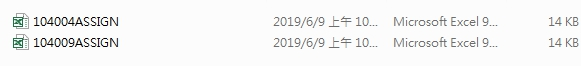 104004ASSIGN 2019/6/9 上午 10... Microsoft Excel 9... 14 KB
104009ASSIGN 2019/6/9 上午 10... Microsoft Excel 9... 14 KB